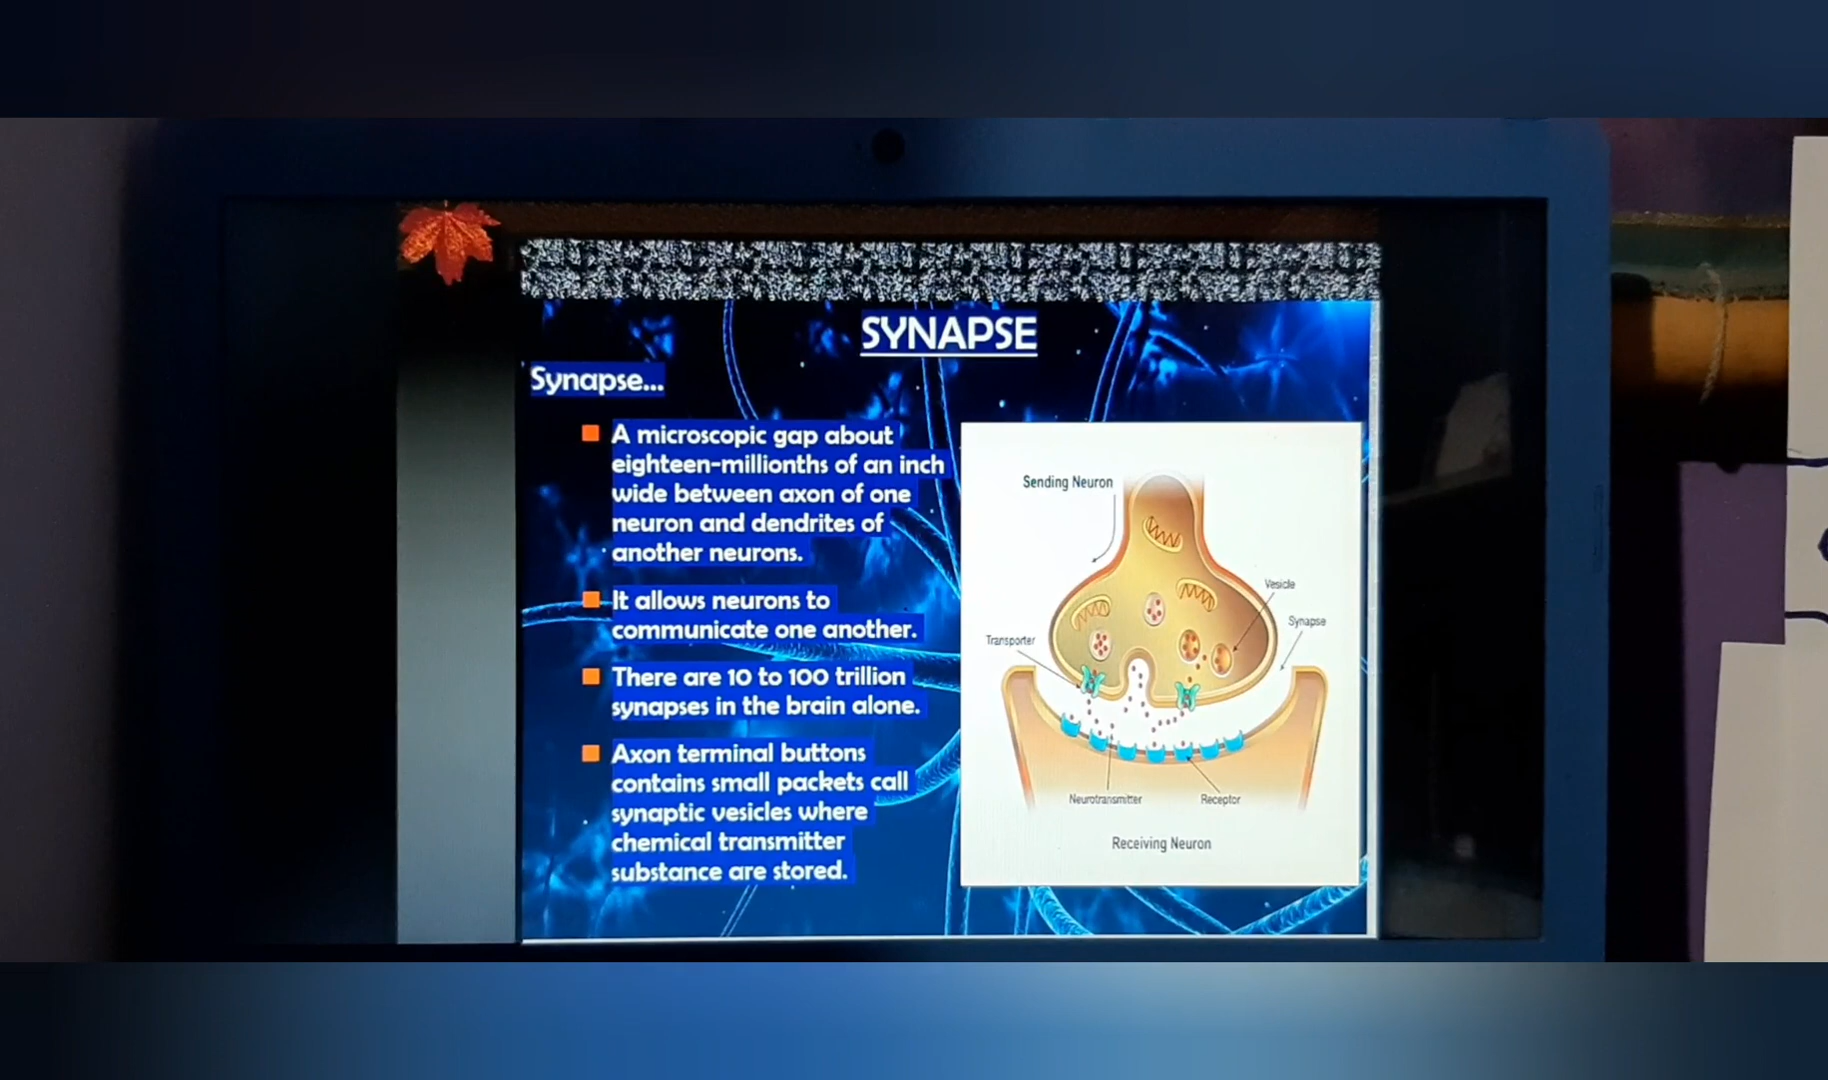 SYNAPSE
Synapse...
A microscopic gap about
eighteen-millionths of an inch
wide between axon of one
neuron and dendrites of
another neurons.
It allows neurons to
communicate one another.
There are 10 to 100 trillion
synapses in the brain alone.
Axon terminal buttons
contains small packets call
synaptic vesicles where
chemical transmitter
substance are stored.
Sending Neuron
Vesicle
Synapse
Transporter
Neurotransmitter
Receptor
Receiving Neuron